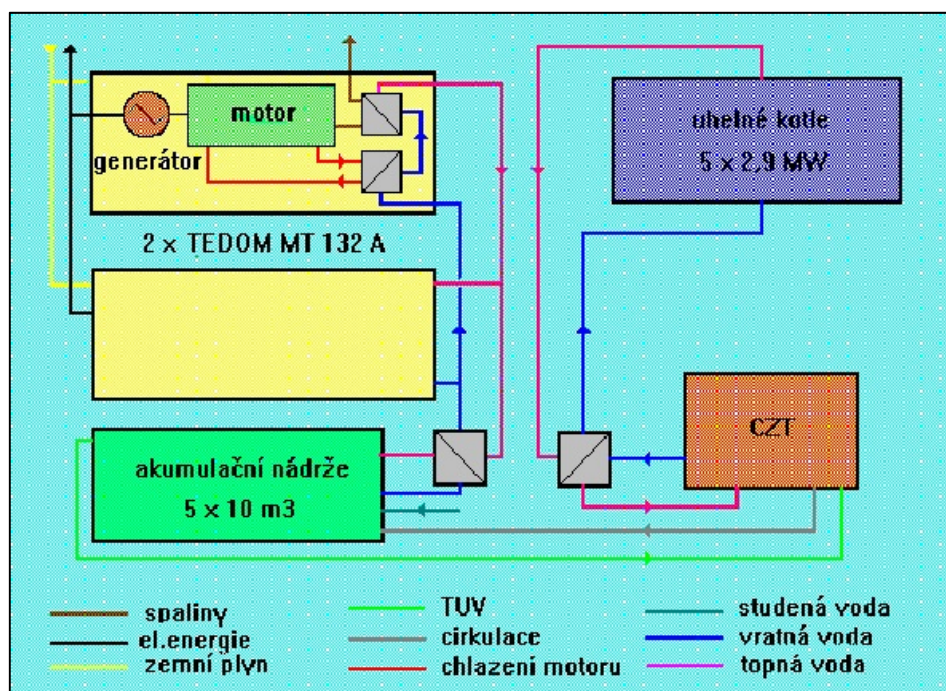 motor
generátor
uhelné kotle
5 x 2,9 MW
2 x TEDOM MT 132 A
CZT
akumulační nádrže
5 x 10 m3
spaliny
el.energie
zemní plyn
TUV
cirkulace
chlazeni motoru
studená voda
vratná voda
topná voda